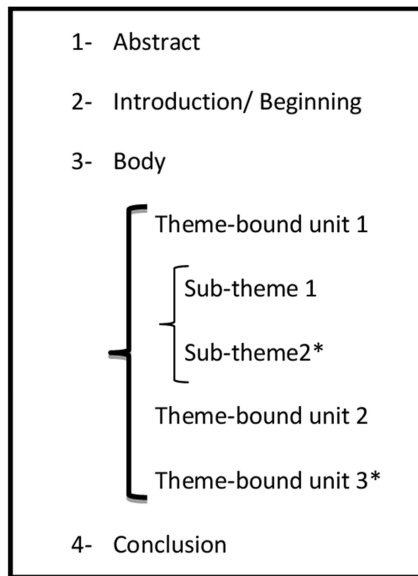 1- Abstract
2- Introduction/ Beginning
3- Body
Theme-bound unit 1
Sub-theme 1
Sub-theme2*
Theme-bound unit 2
Theme-bound unit 3*
4- Conclusion